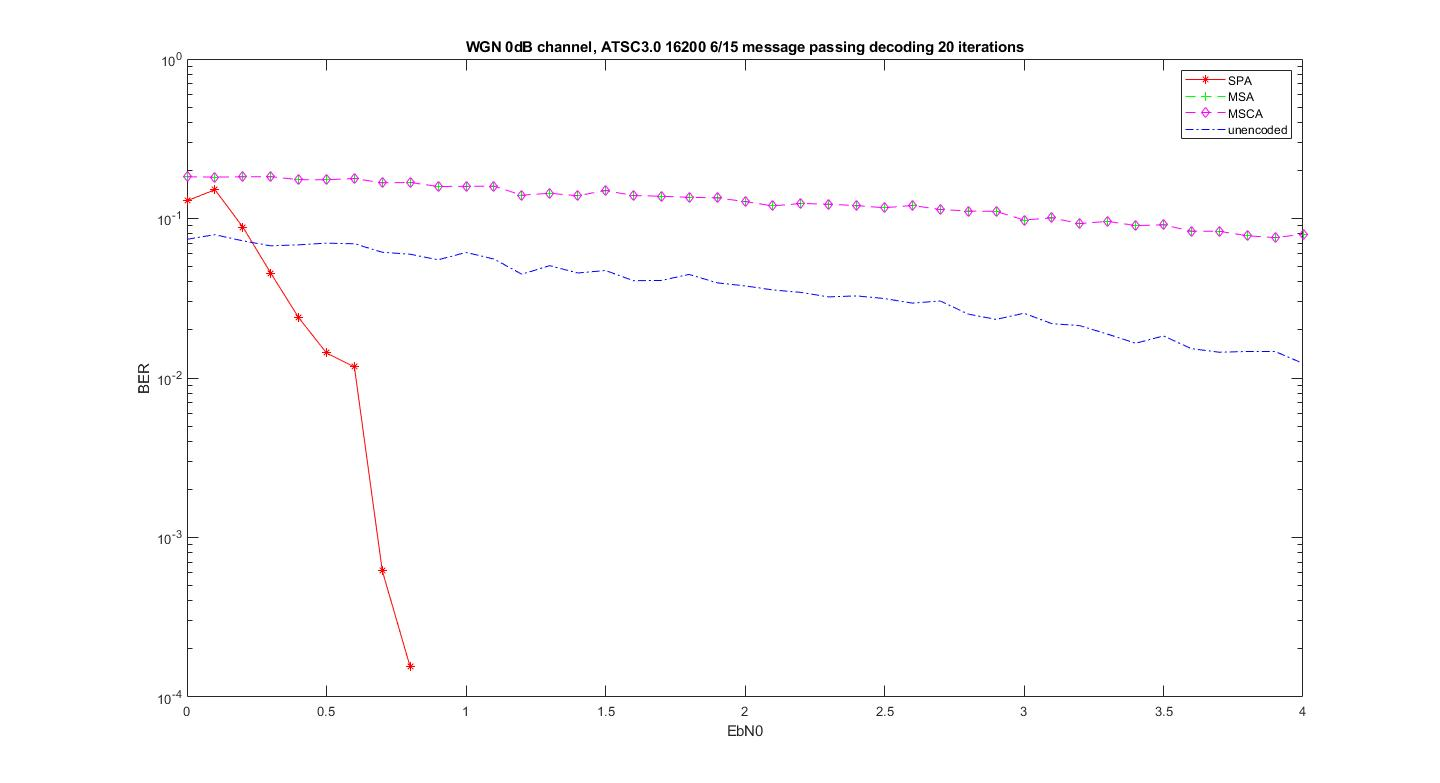 WGN 0dB channel, ATSC3.0 16200 6/15 message passing decoding 20 iterations
10^0
SPA
MSA
MSCA
unencoded
10^-1
10^-2
BER
10^-3
10^-4
0 0.5 1 1.5 2 2.5 3 3.5 4
EbN0